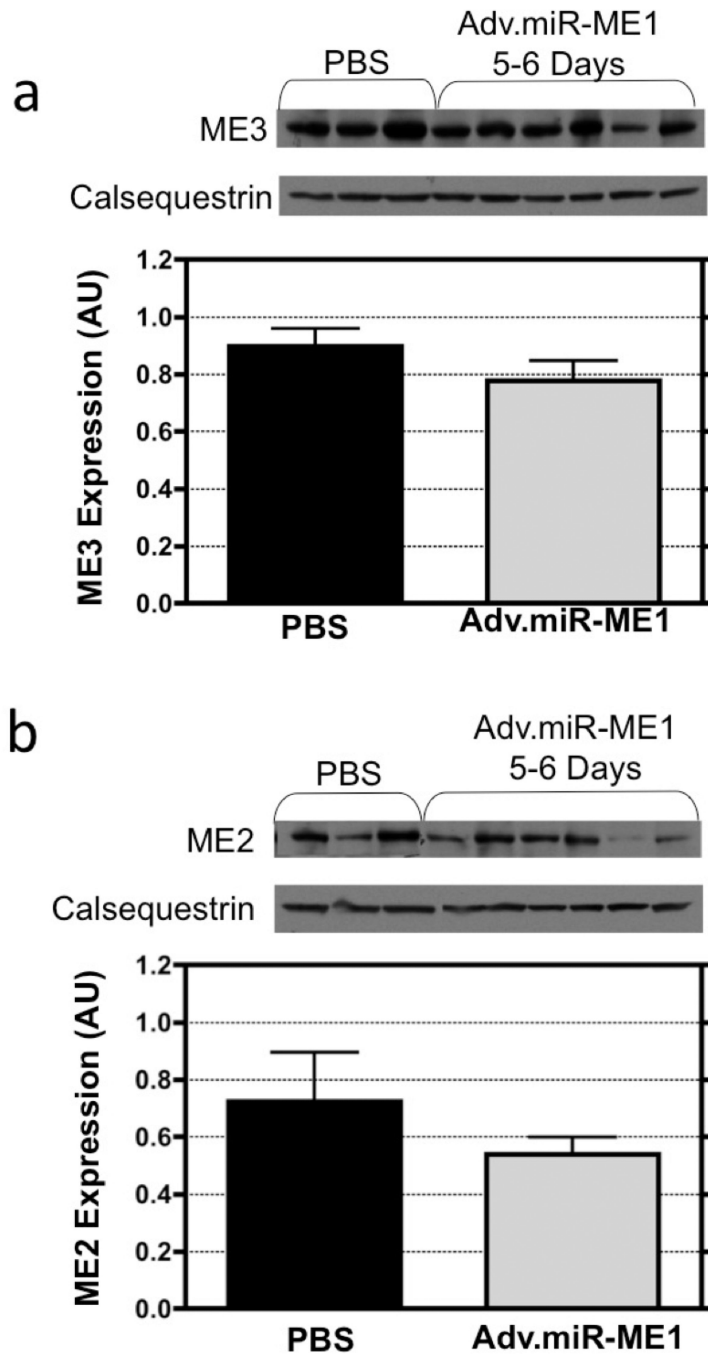 a
PBS
Adv.miR-ME1
5-6 Days
ME3
Calsequestrin
ME3 Expression (AU)
1.2
1.0
0.8
0.6
0.4
0.2
0.0
PBS
Adv.miR-ME1
b
PBS
Adv.miR-ME1
5-6 Days
ME2
Calsequestrin
ME2 Expression (AU)
1.2
1.0
0.8
0.6
0.4
0.2
0.0
PBS
Adv.miR-ME1